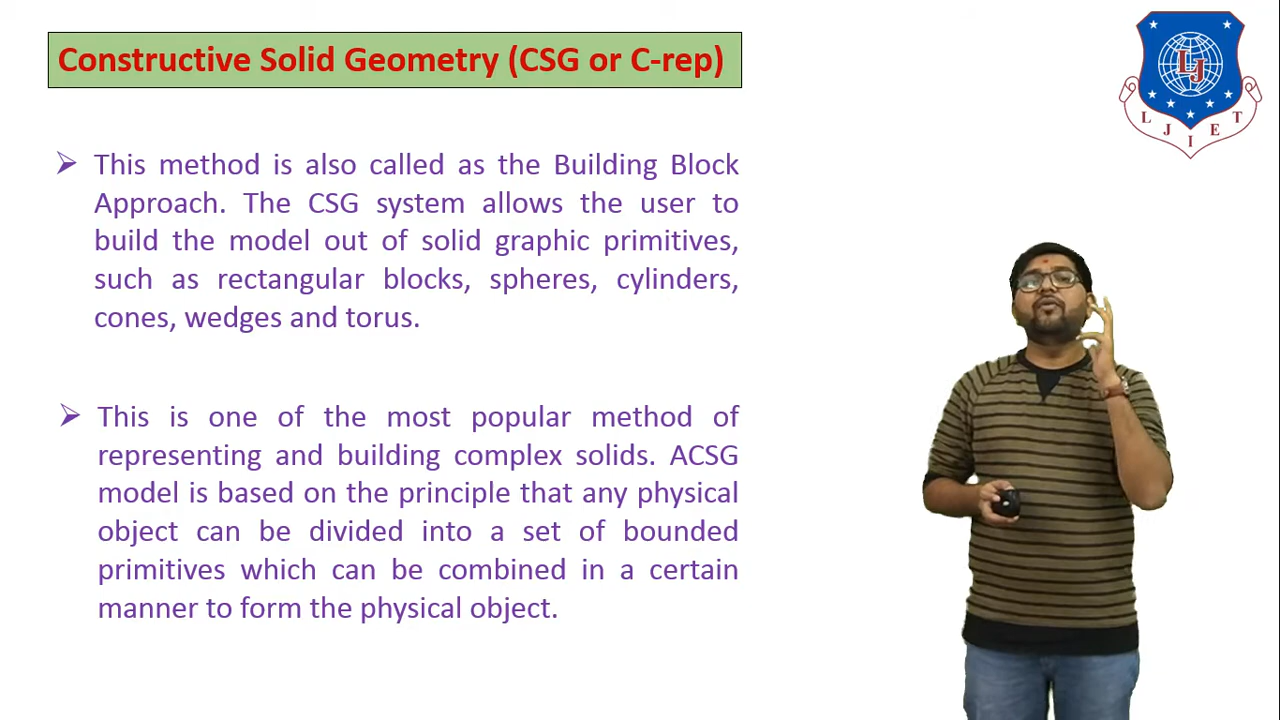 Constructive Solid Geometry (CSG or C-rep)
This method is also called as the Building Block
Approach. The CSG system allows the user to
build the model out of solid graphic primitives,
such as rectangular blocks, spheres, cylinders,
cones, wedges and torus.
This is one of the most popular method of
representing and building complex solids. ACSG
model is based on the principle that any physical
object can be divided into a set of bounded
primitives which can be combined in a certain
manner to form the physical object.
LJ
L J I E T